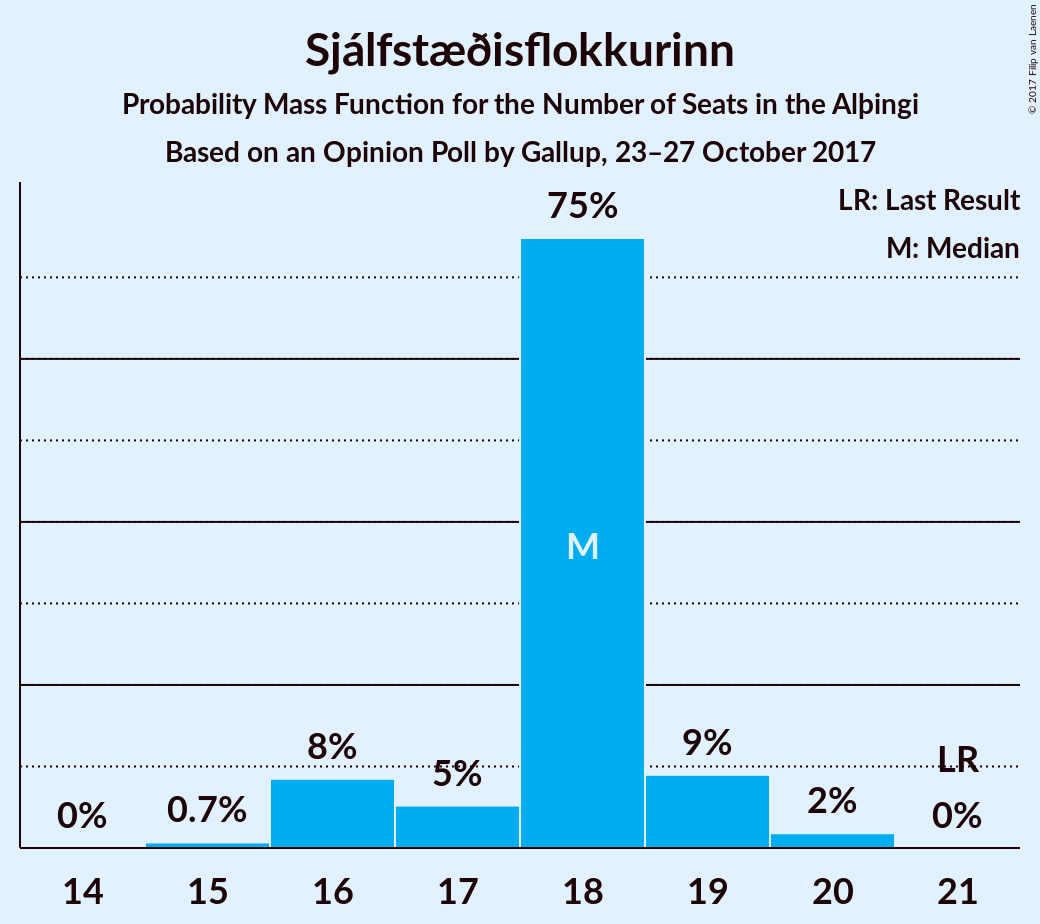 Sjálfstæðisflokkurinn
Probability Mass Function for the Number of Seats in the Alþingi
Based on an Opinion Poll by Gallup, 23–27 October 2017
© 2017 Filip van Laenen
LR: Last Result
M: Median
75%
M
8%
5%
9%
LR
0%
0.7%
2%
0%
14
15
16
17
18
19
20
21